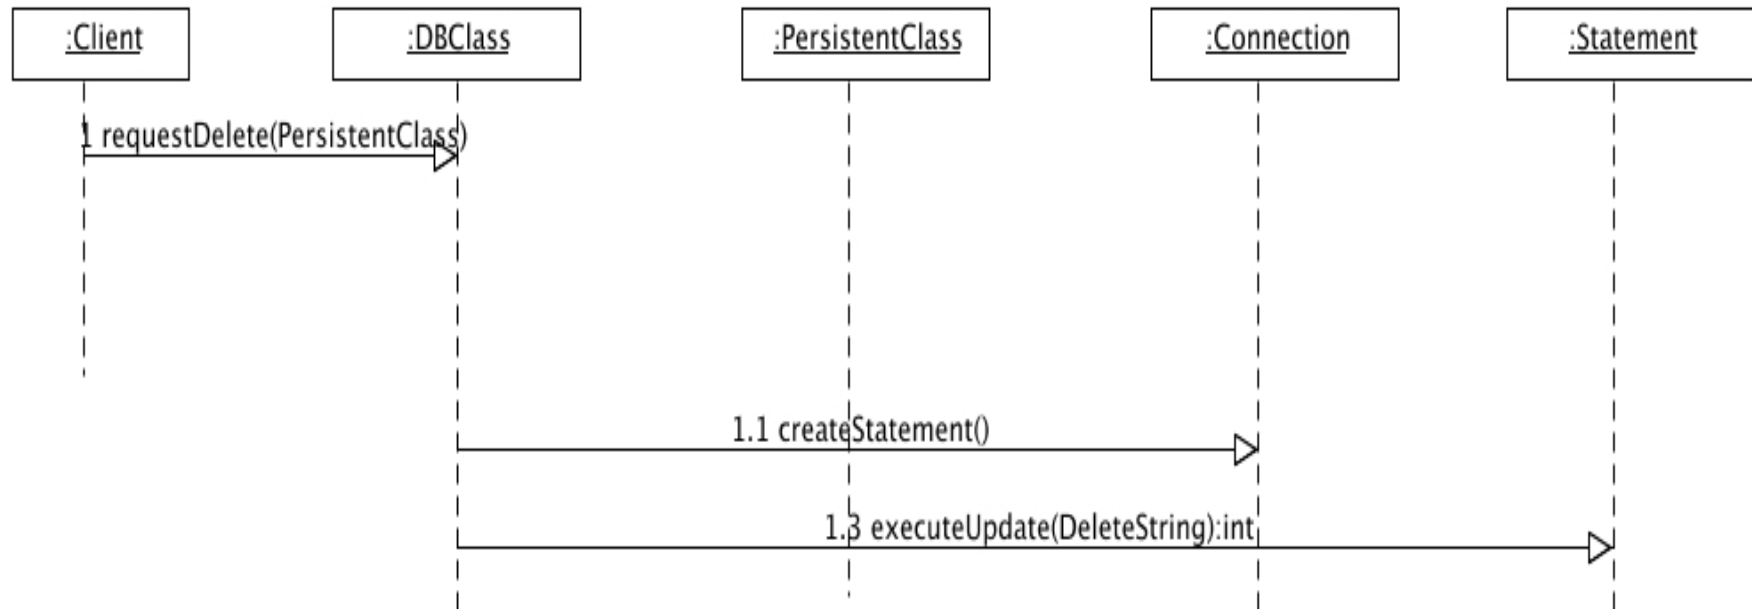 :Client
:DBClass
:PersistentClass
:Connection
:Statement
1 requestDelete(PersistentClass)
1.1 createStatement()
1.3 executeUpdate(DeleteString):int